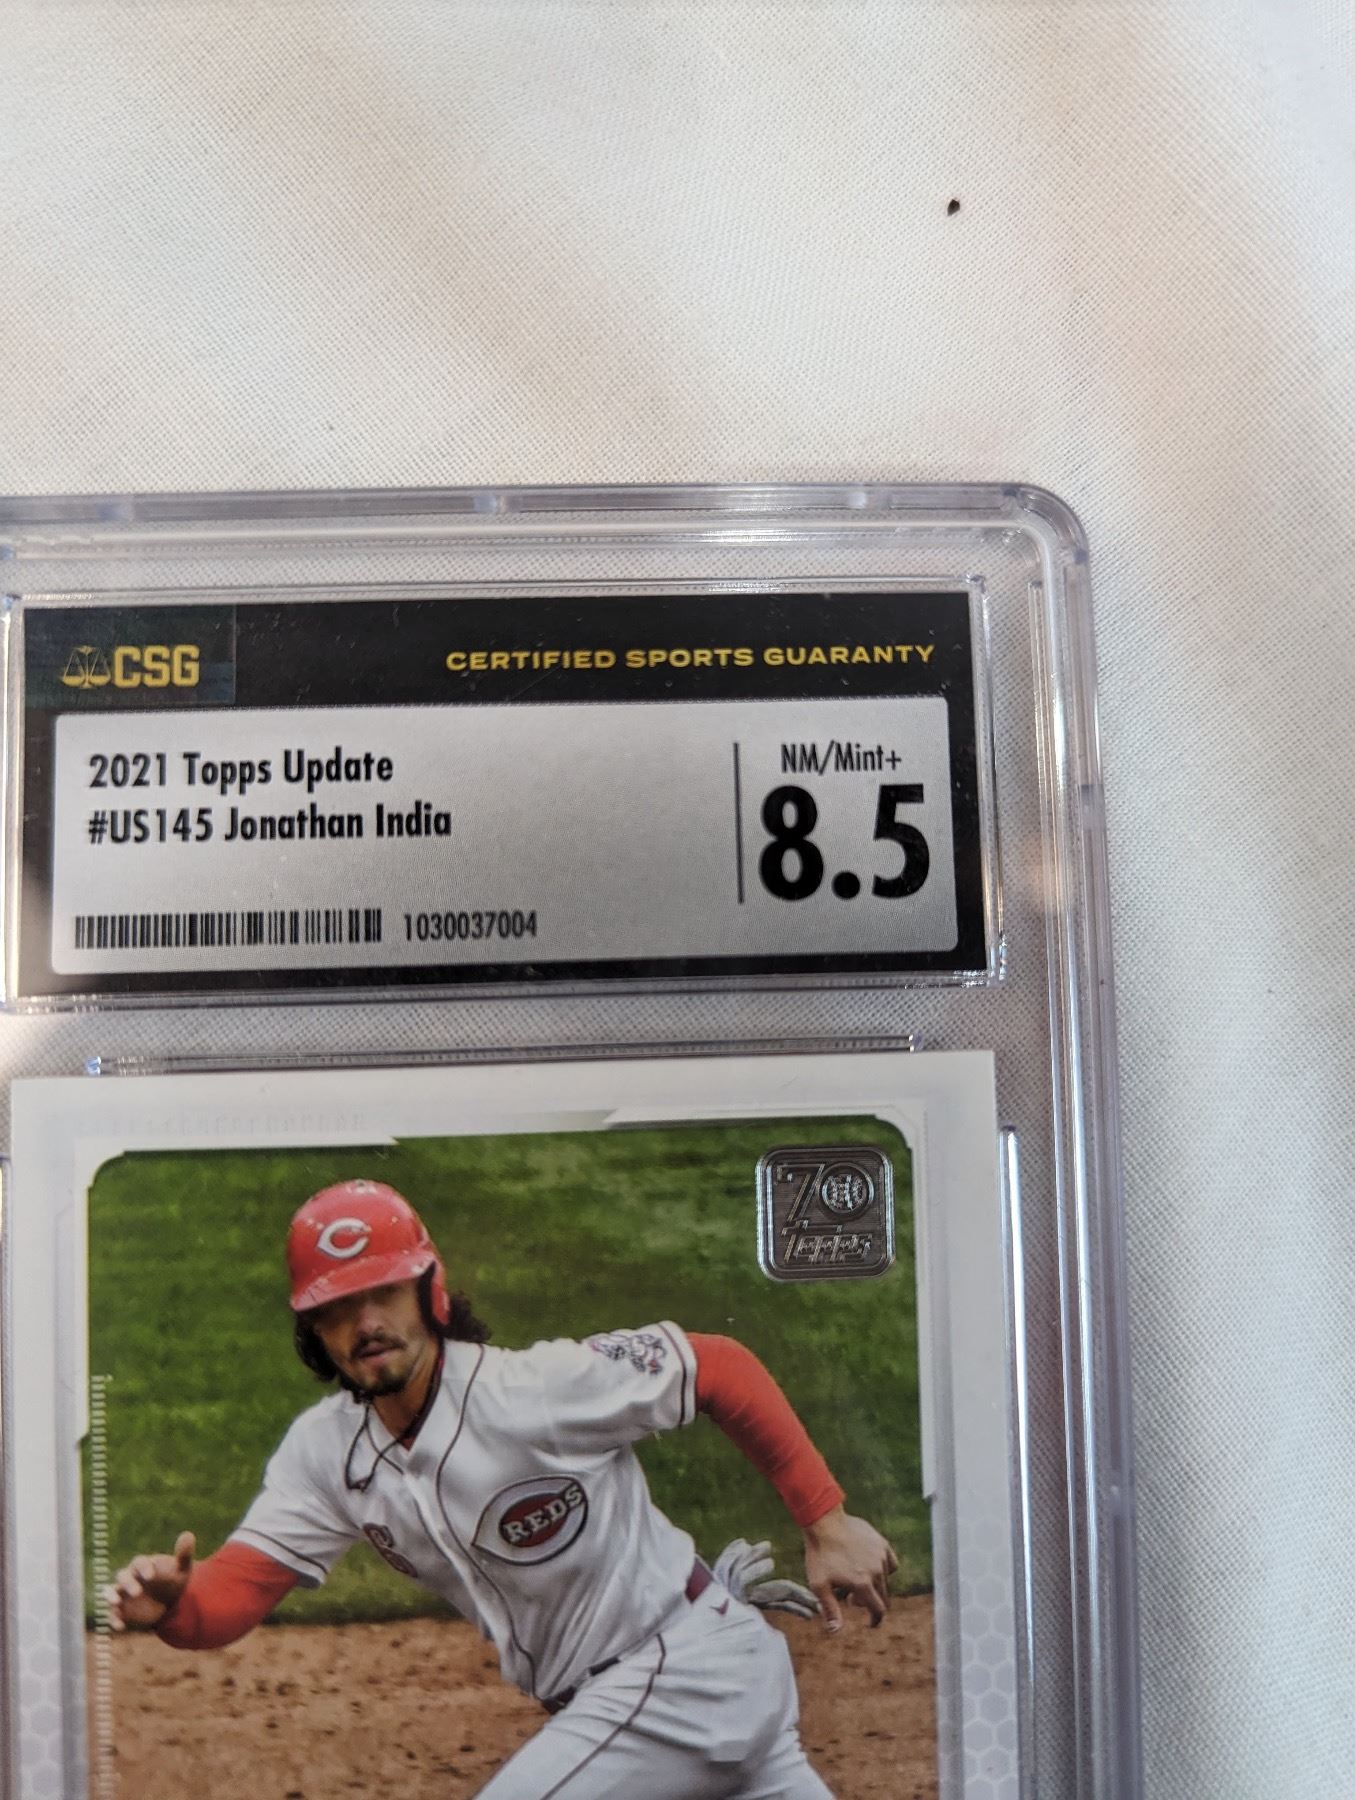 CSG
CERTIFIED SPORTS GUARANTY
2021 Topps Update
#US145 Jonathan India
NM/Mint+
8.5
1030037004
70
topps
C
REDS